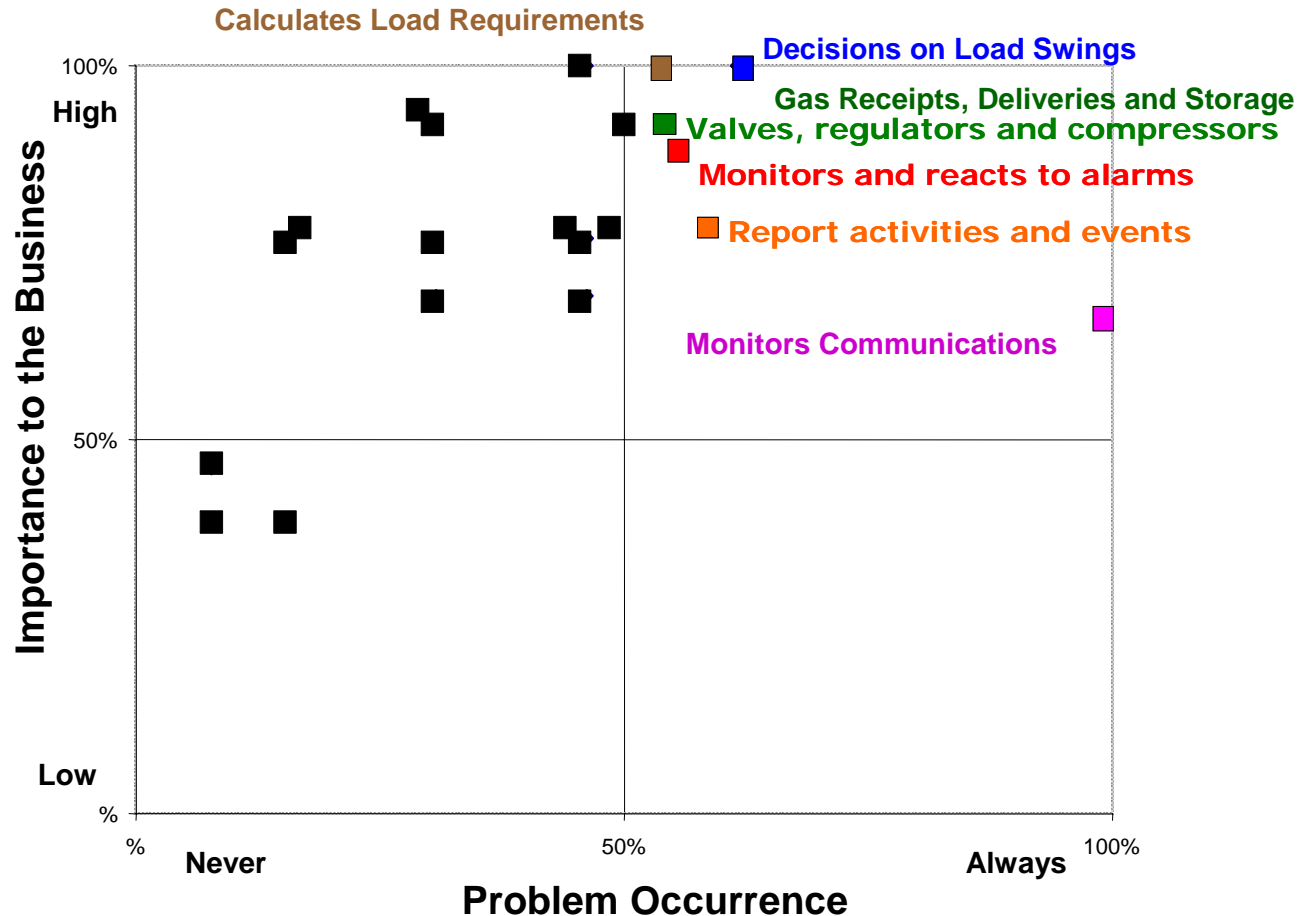 Calculates Load Requirements
Decisions on Load Swings
100%
High
Gas Receipts, Deliveries and Storage
Valves, regulators and compressors
Monitors and reacts to alarms
Report activities and events
Monitors Communications
Importance to the Business
50%
Low
%
%
50%
100%
Never
Always
Problem Occurrence